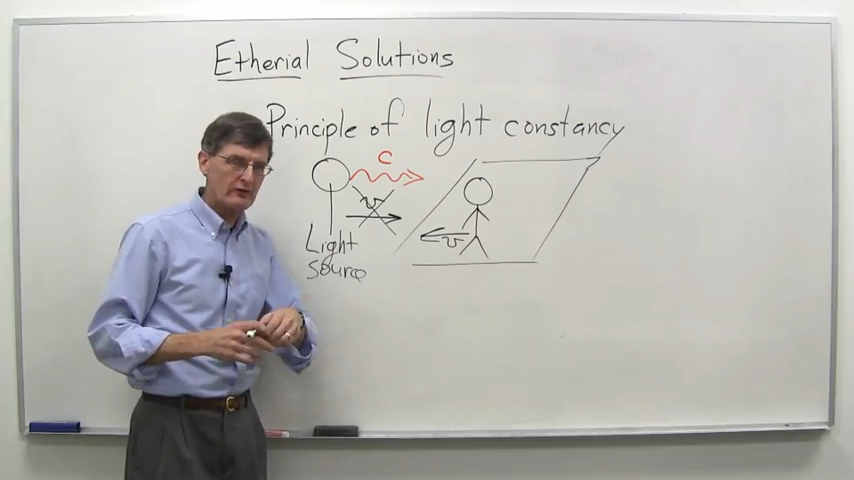 Etherial Solutions
Principle of light constancy
c
v
Light
source
v